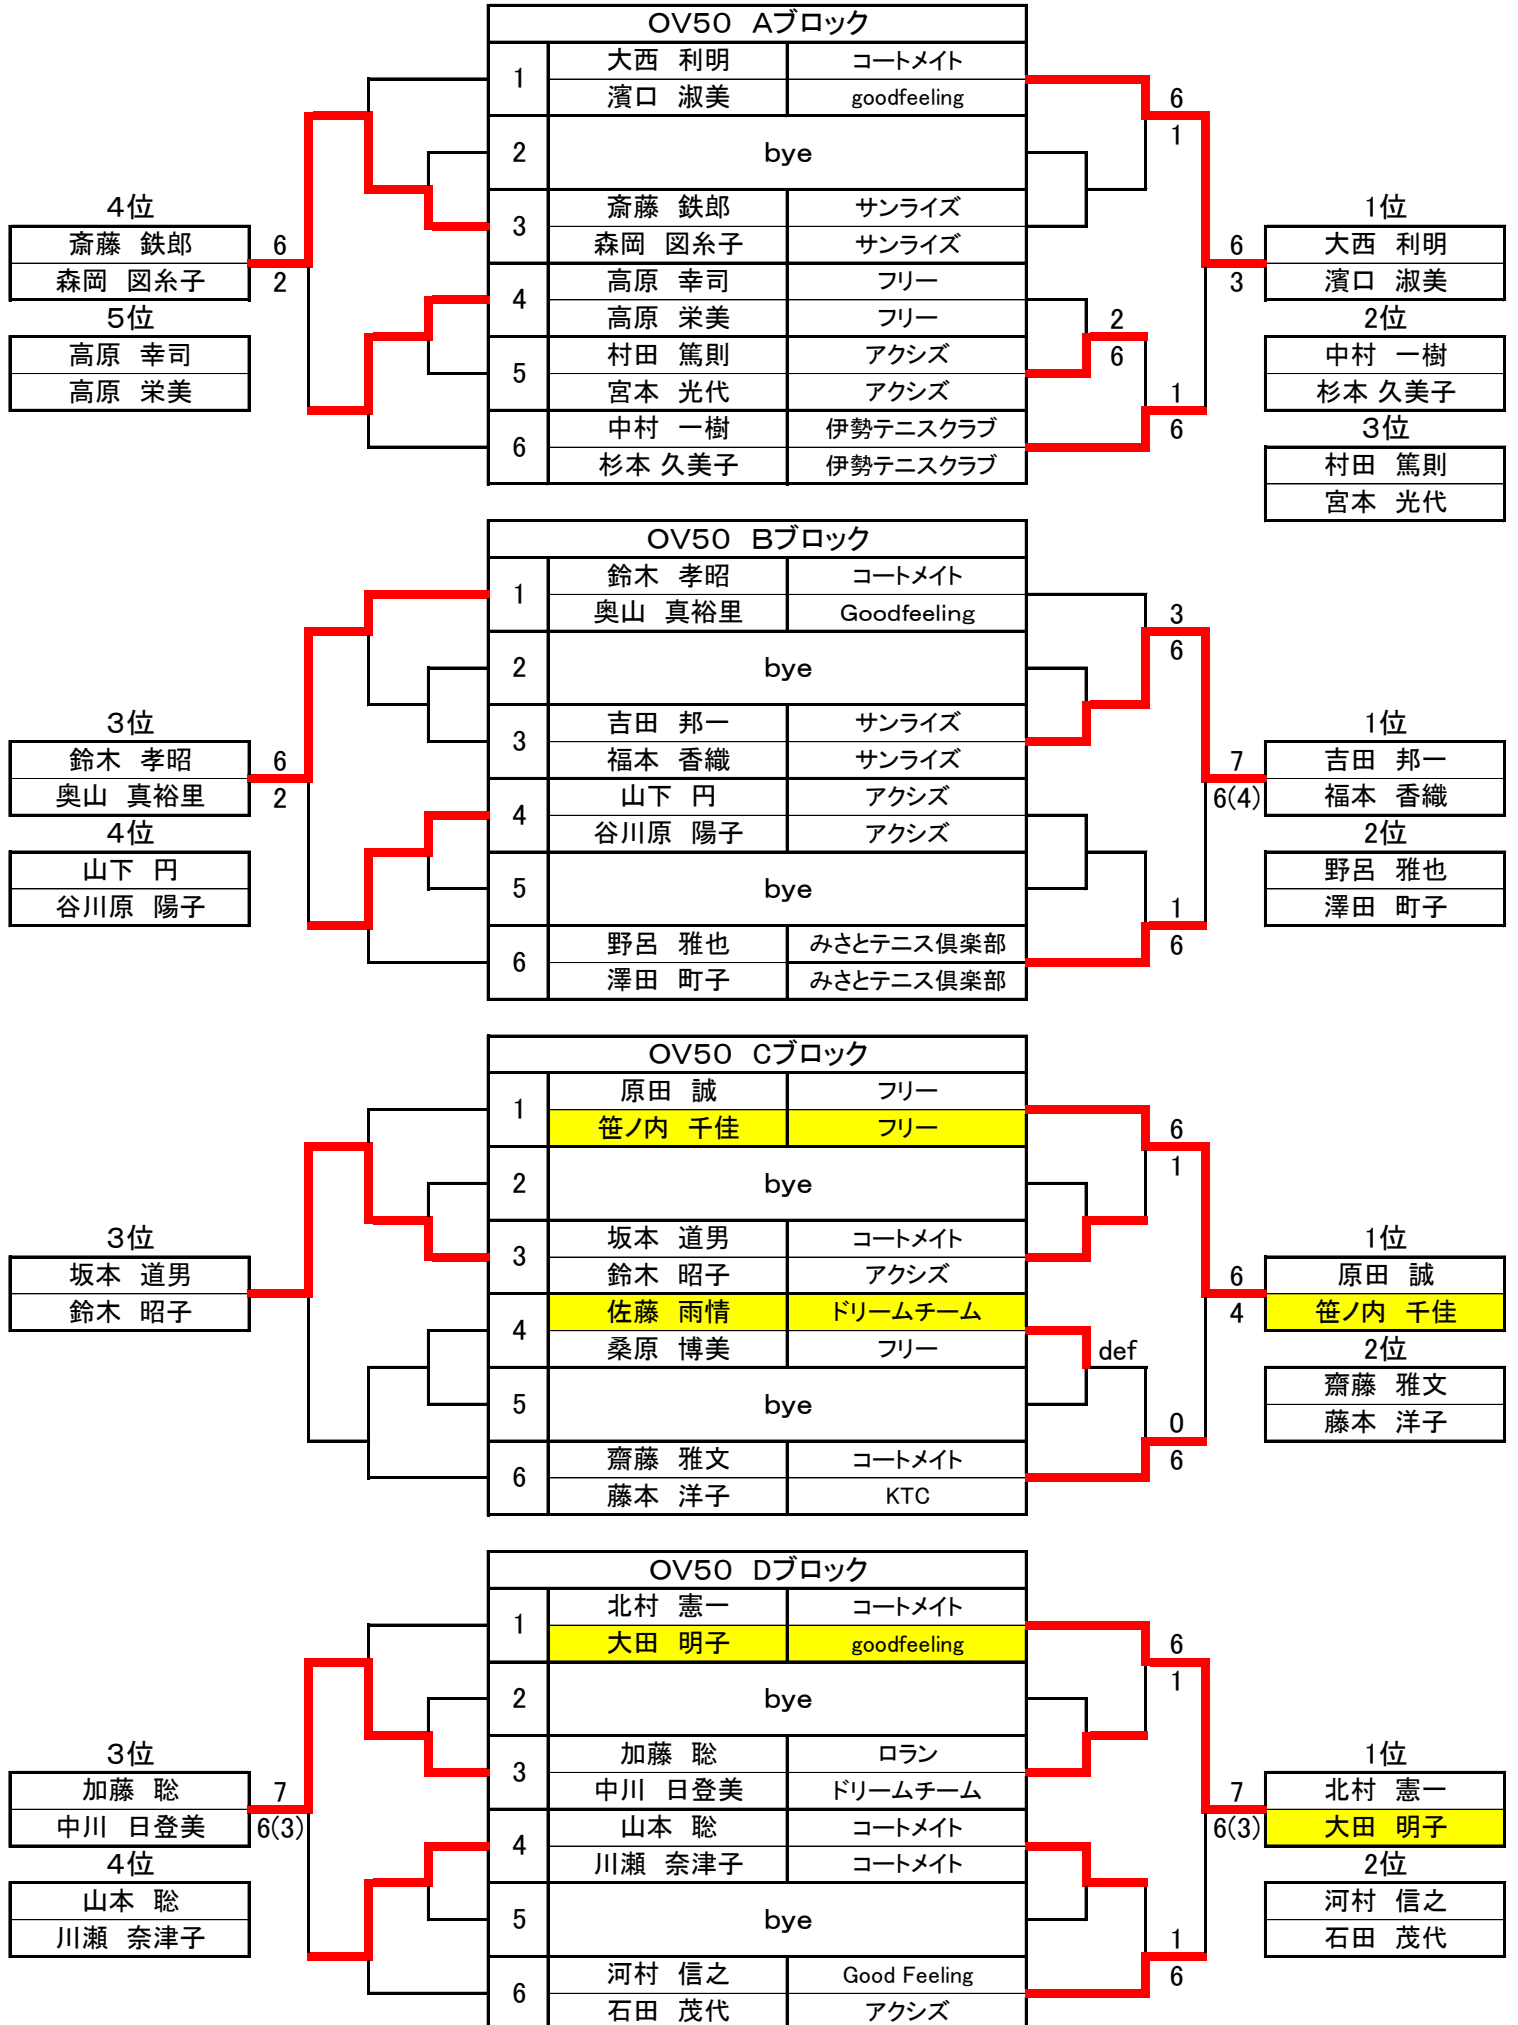 OV50 Aブロック
1 大西 利明 コートメイト
濱口 淑美 goodfeeling
6
1
2 bye
4位
3 斎藤 鉄郎 サンライズ
1位
斎藤 鉄郎 6
森岡 図糸子 サンライズ
6 大西 利明
森岡 図糸子 2
4 高原 幸司 フリー
3 濱口 淑美
5位
高原 栄美 フリー
2
2位
高原 幸司
5 村田 篤則 アクシズ
6
中村 一樹
高原 栄美
宮本 光代 アクシズ
1
杉本 久美子
6 中村 一樹 伊勢テニスクラブ
6
3位
杉本 久美子 伊勢テニスクラブ
村田 篤則
宮本 光代
OV50 Bブロック
1 鈴木 孝昭 コートメイト
奥山 真裕里 Goodfeeling
3
6
2 bye
3位
3 吉田 邦一 サンライズ
1位
鈴木 孝昭 6
福本 香織 サンライズ
7 吉田 邦一
奥山 真裕里 2
4 山下 円 アクシズ
6(4) 福本 香織
4位
谷川原 陽子 アクシズ
2位
山下 円
5 bye
野呂 雅也
谷川原 陽子
1
澤田 町子
6 野呂 雅也 みさとテニス倶楽部
6
澤田 町子 みさとテニス倶楽部
OV50 Cブロック
1 原田 誠 フリー
笹ノ内 千佳 フリー
6
1
2 bye
3位
3 坂本 道男 コートメイト
1位
坂本 道男
鈴木 昭子 アクシズ
6 原田 誠
鈴木 昭子
4 佐藤 雨情 ドリームチーム
4 笹ノ内 千佳
桑原 博美 フリー
def
2位
5 bye
齋藤 雅文
0
藤本 洋子
6 齋藤 雅文 コートメイト
6
藤本 洋子 KTC
OV50 Dブロック
1 北村 憲一 コートメイト
大田 明子 goodfeeling
6
1
2 bye
3位
3 加藤 聡 ロラン
1位
加藤 聡 7
中川 日登美 ドリームチーム
7 北村 憲一
中川 日登美 6(3)
4 山本 聡 コートメイト
6(3) 大田 明子
4位
川瀬 奈津子 コートメイト
2位
山本 聡
5 bye
河村 信之
川瀬 奈津子
1
石田 茂代
6 河村 信之 Good Feeling
6
石田 茂代 アクシズ